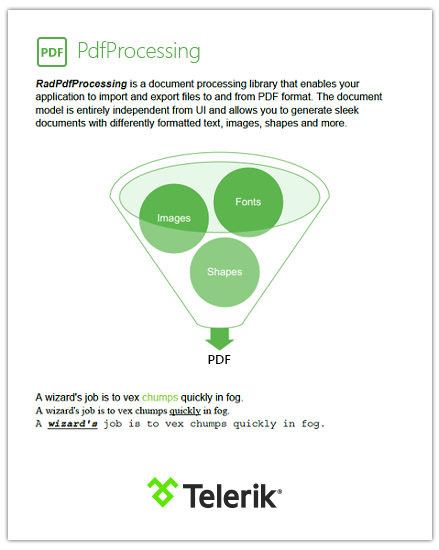 PDF PdfProcessing
RadPdfProcessing is a document processing library that enables your
application to import and export files to and from PDF format. The document
model is entirely independent from UI and allows you to generate sleek
documents with differently formatted text, images, shapes and more.
Fonts
Images
Shapes
PDF
A wizard's job is to vex chumps quickly in fog.
A wizard's job is to vex chumps quickly in fog.
A wizard's job is to vex chumps quickly in fog.
Telerik®